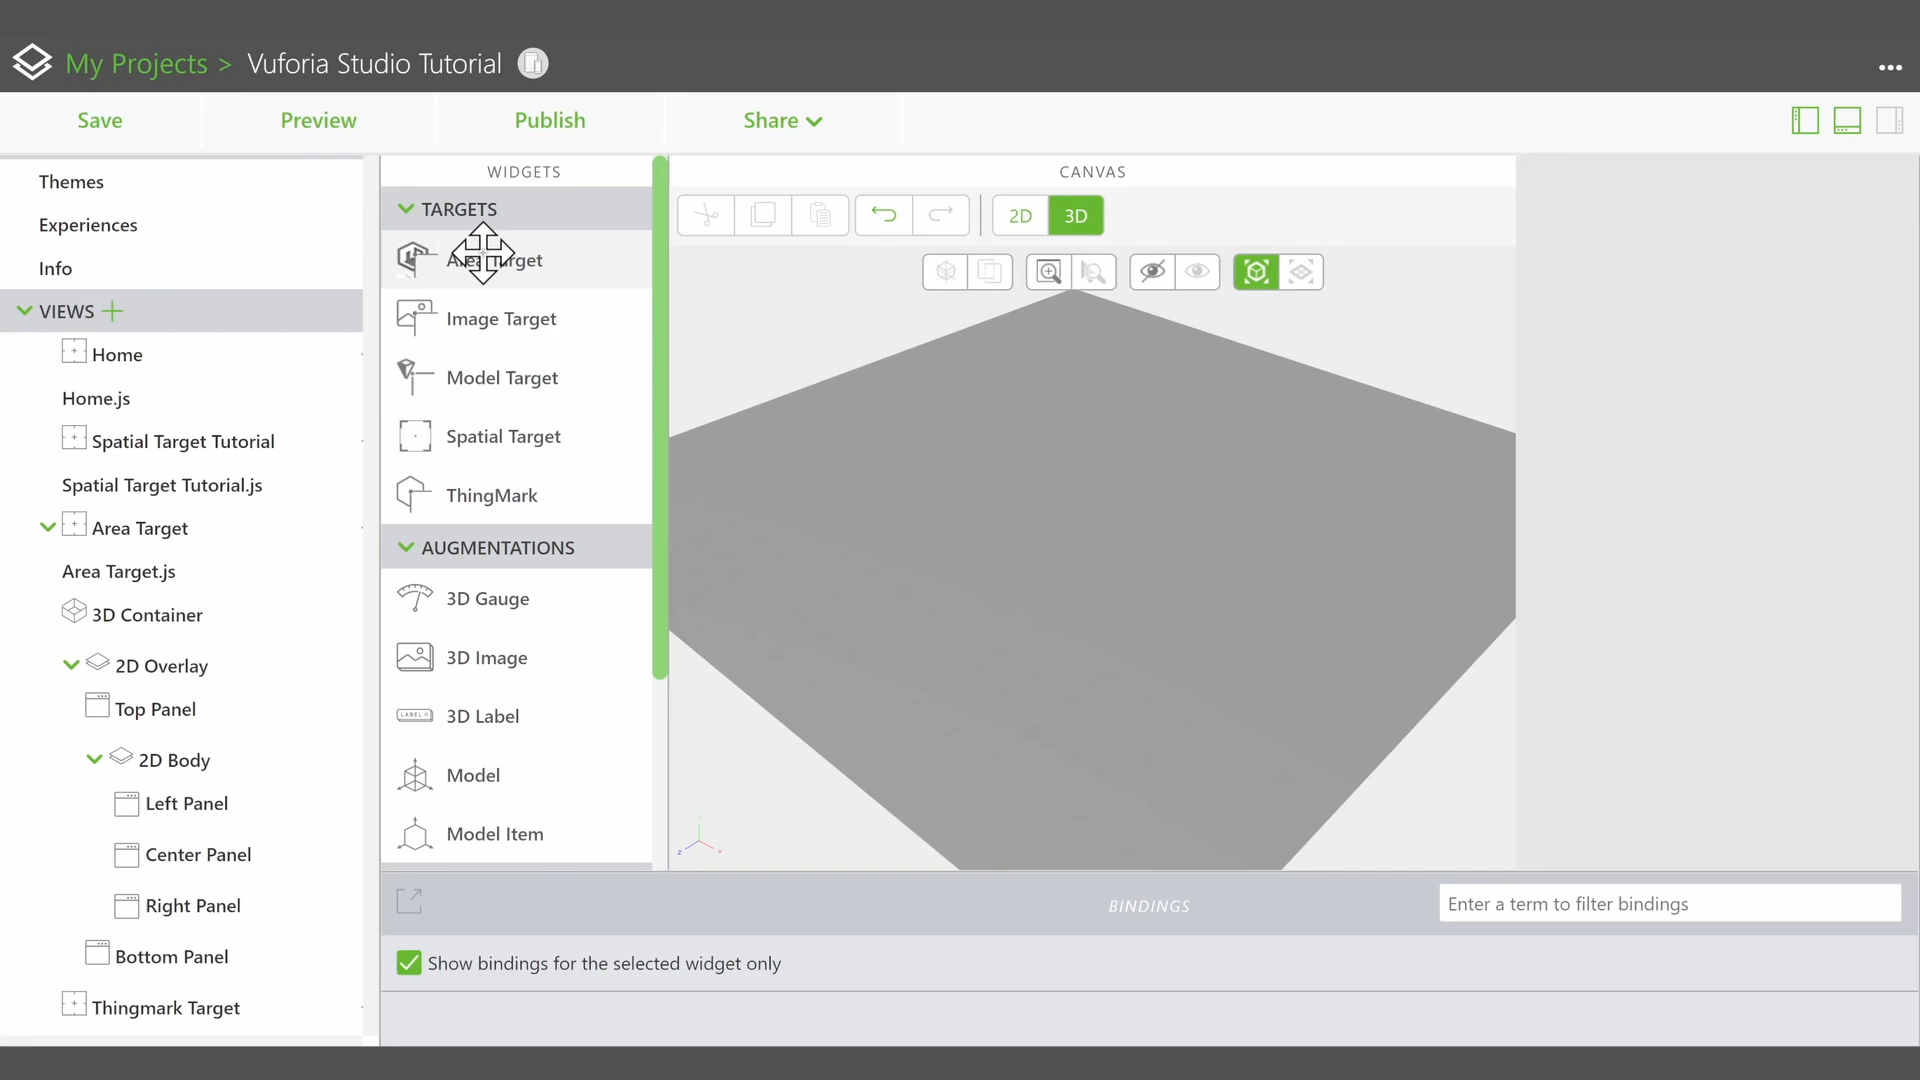 My Projects > Vuforia Studio Tutorial
Save
Preview
Publish
Share
Themes
Experiences
Info
VIEWS
Home
Home.js
Spatial Target Tutorial
Spatial Target Tutorial.js
Area Target
Area Target.js
3D Container
2D Overlay
Top Panel
2D Body
Left Panel
Center Panel
Right Panel
Bottom Panel
Thingmark Target
WIDGETS
TARGETS
Area Target
Image Target
Model Target
Spatial Target
ThingMark
AUGMENTATIONS
3D Gauge
3D Image
LABEL
3D Label
Model
Model Item
CANVAS
2D
3D
BINDINGS
Enter a term to filter bindings
Show bindings for the selected widget only